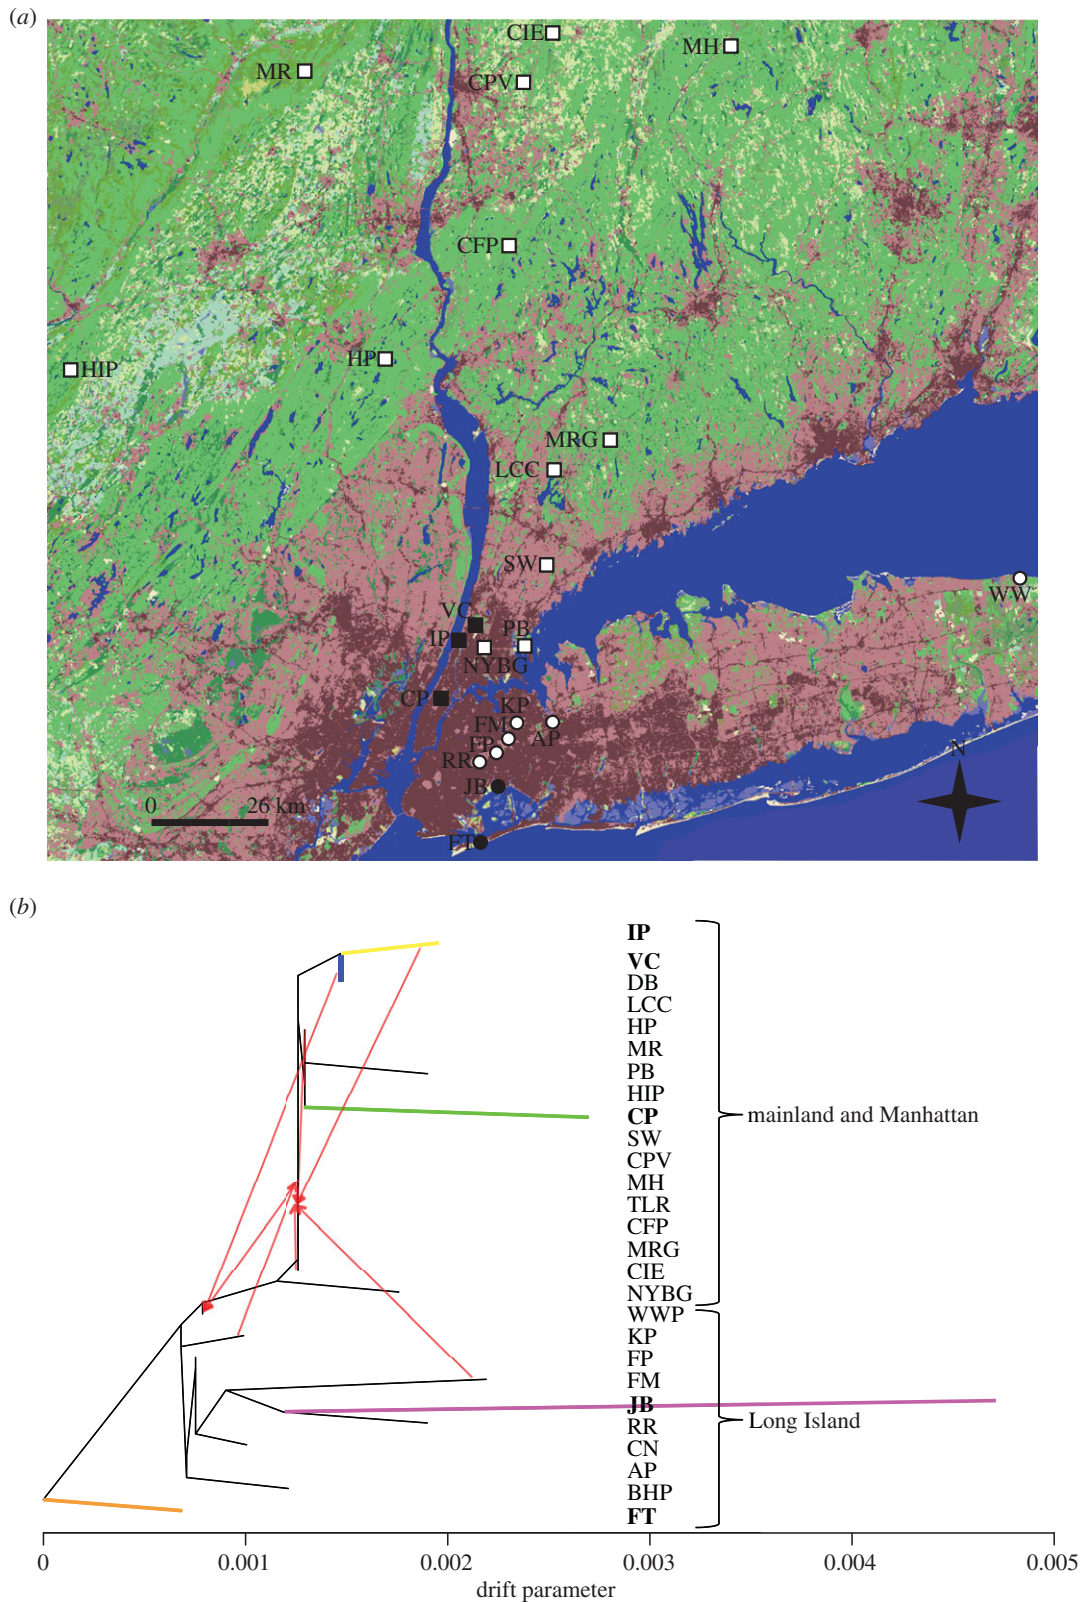 (a)
CIE
MH
MR
CPV
CFP
HIP
HP
MRG
LCC
SW
WW
VC
IP
PB
NYBG
CP
KP
FM
AP
FP
RR
JB
N
0 26 km
FT
(b)
IP
VC
DB
LCC
HP
MR
PB
HIP
CP
mainland and Manhattan
SW
CPV
MH
TLR
CFP
MRG
CIE
NYBG
WWP
KP
FP
FM
JB
Long Island
RR
CN
AP
BHP
FT
0 0.001 0.002 0.003 0.004 0.005
drift parameter